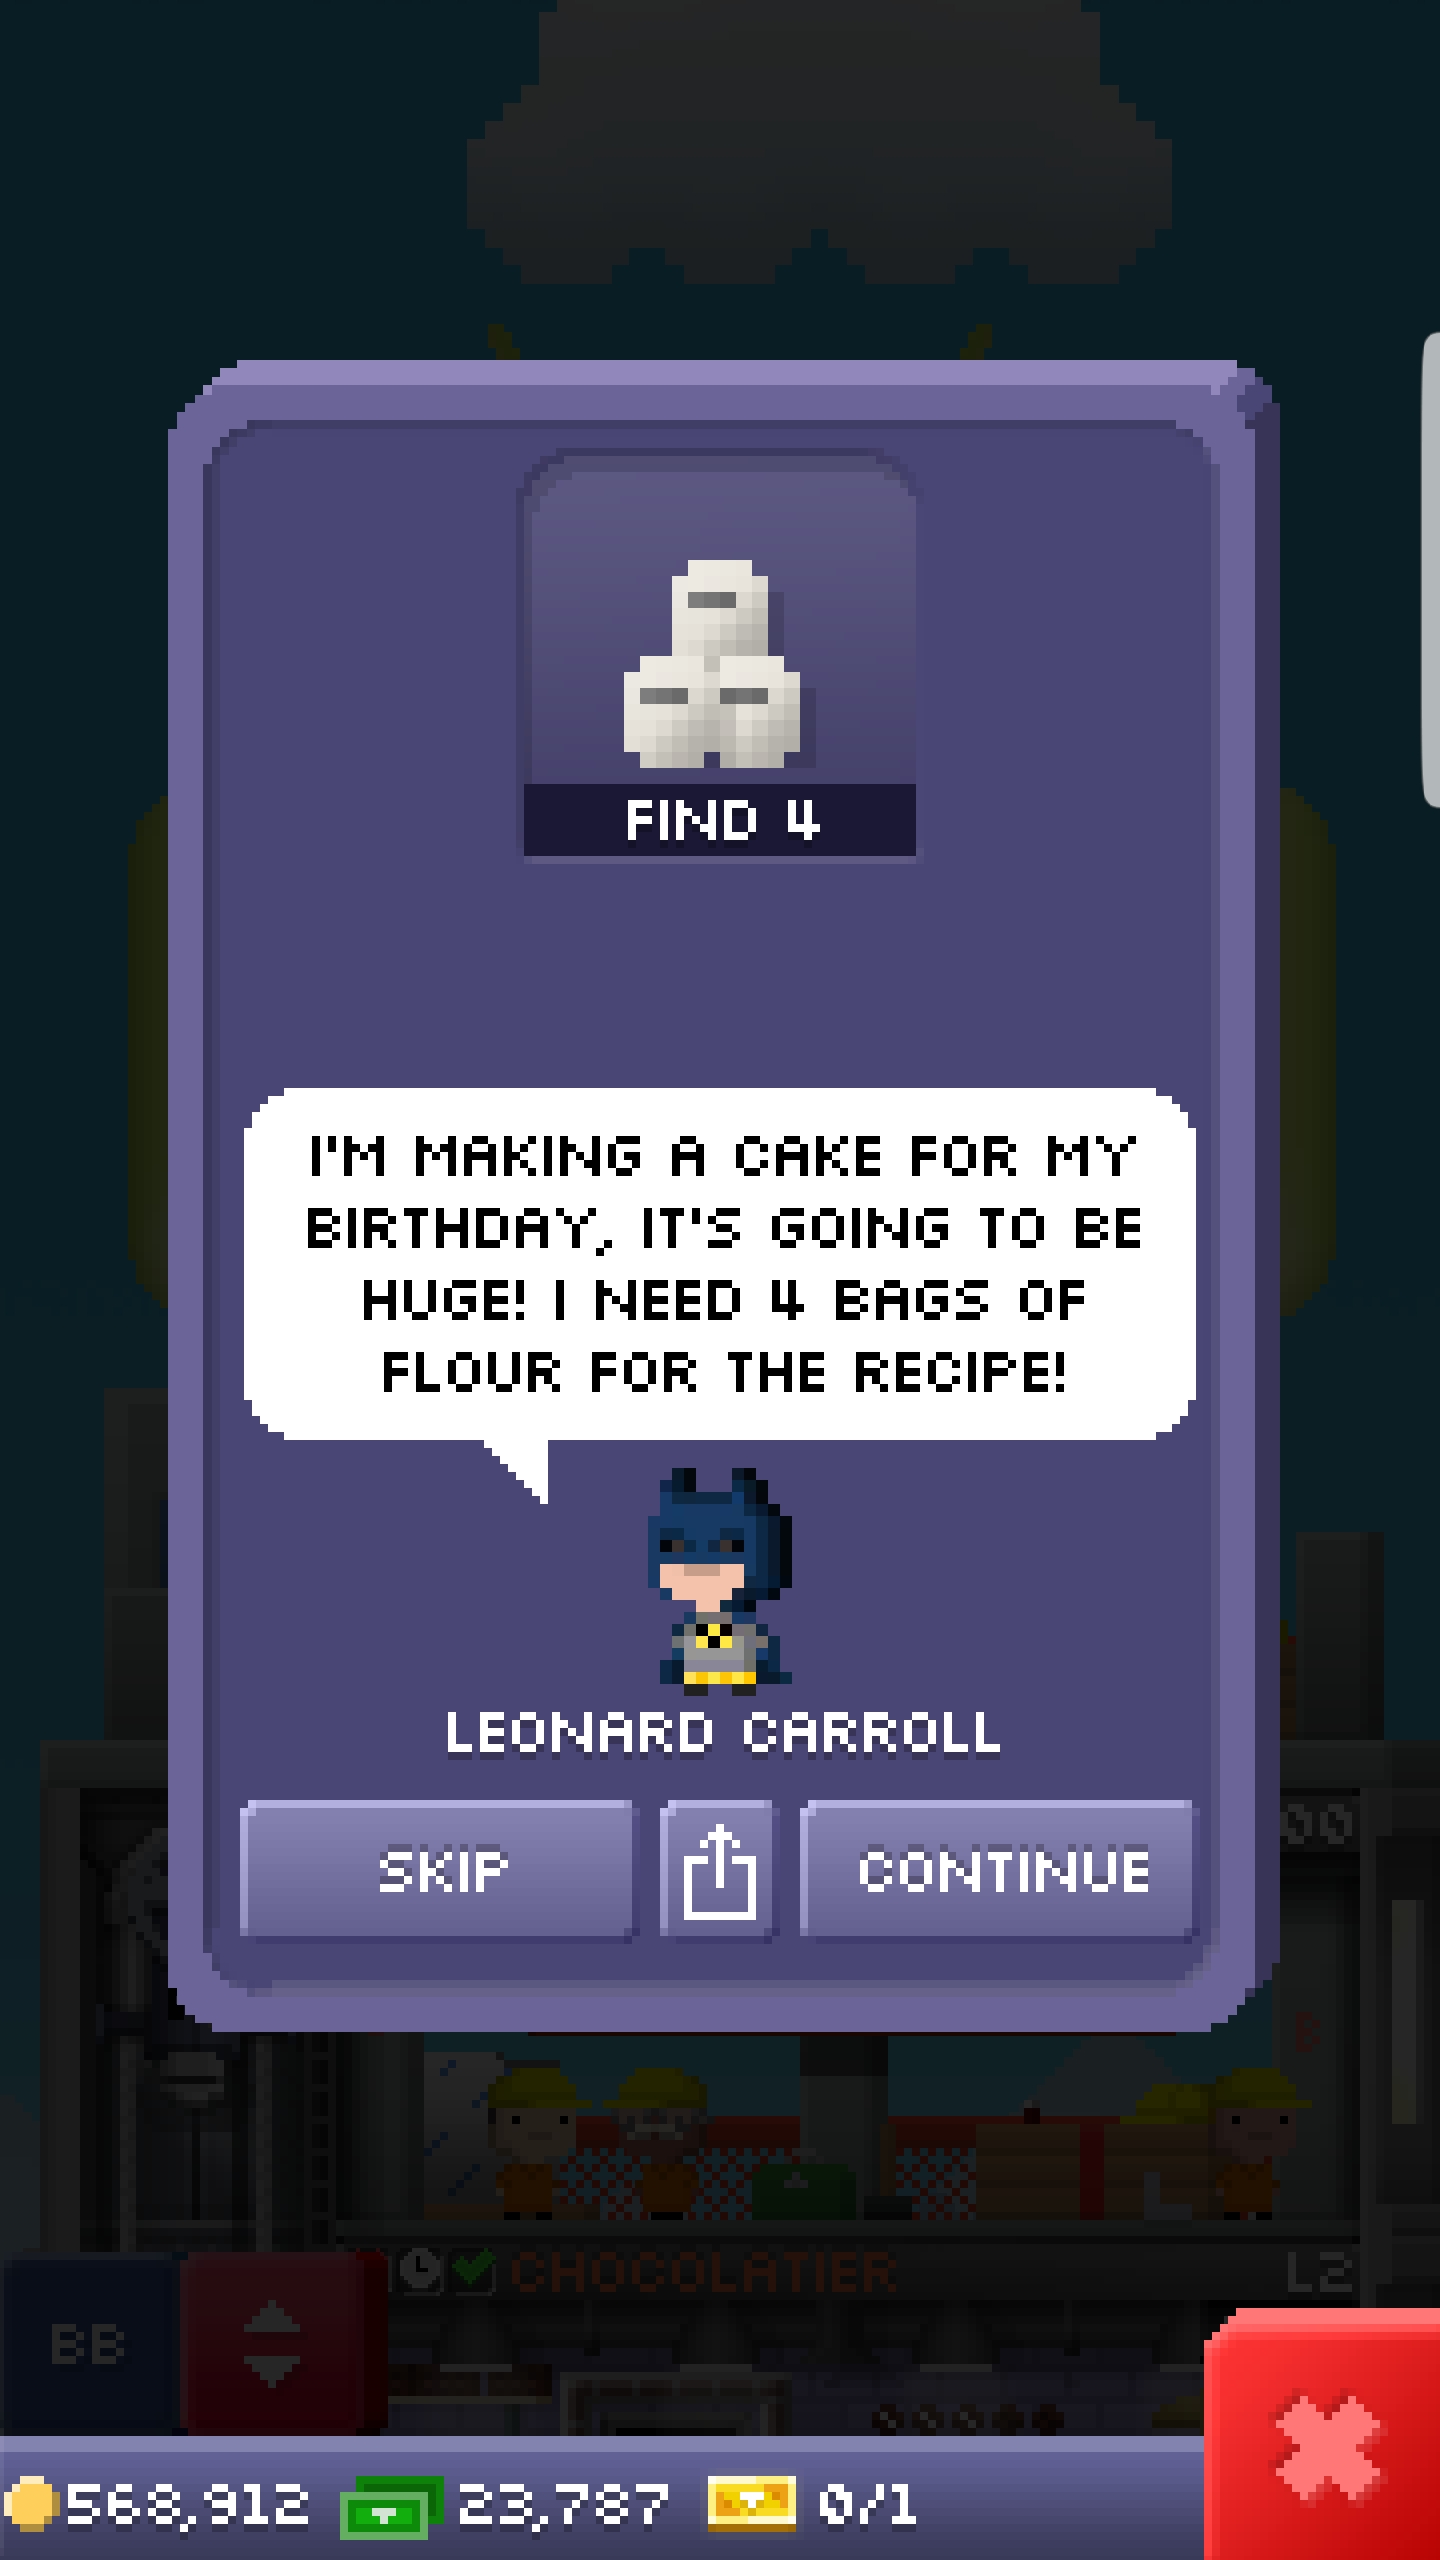 FIND 4
I'M MAKING A CAKE FOR MY
BIRTHDAY, IT'S GOING TO BE
HUGE! I NEED 4 BAGS OF
FLOUR FOR THE RECIPE!
LEONARD CARROLL
SKIP
CONTINUE
00
B
CHOCOLATIER
L2
BB
568,912
23,787
0/1